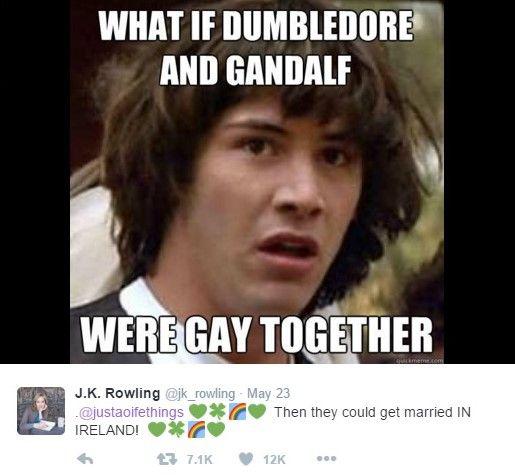 WHAT IF DUMBLEDORE
AND GANDALF
WERE GAY TOGETHER
quickmeme.com
J.K. Rowling @jk_rowling · May 23
.@justaoifethings 💚🍀🌈💚 Then they could get married IN
IRELAND! 💚🍀🌈💚
7.1K 12K